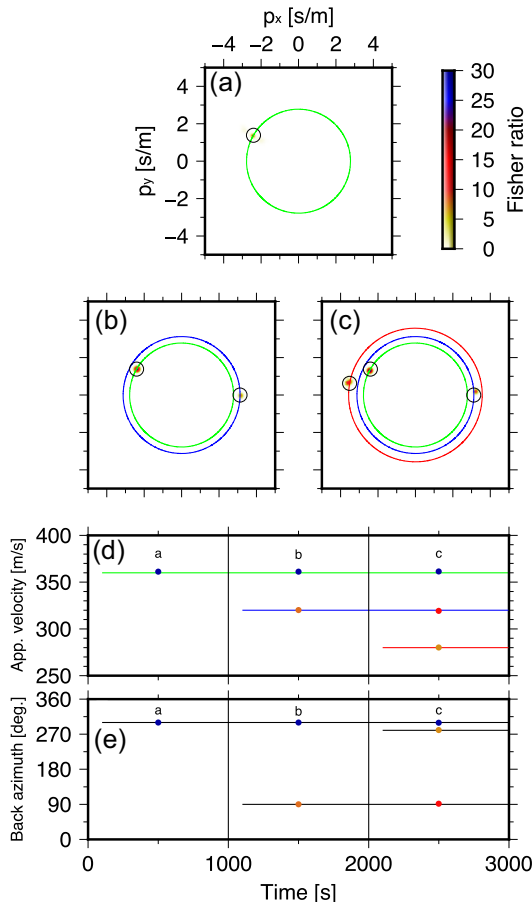 pₓ [s/m]
−4 −2 0 2 4
(a)
4
2
0
−2
−4
p_y [s/m]
30
25
20
15
10
5
0
Fisher ratio
(b)
(c)
400
350
300
250
App. velocity [m/s]
(d)
a b c
360
270
180
90
0
Back azimuth [deg.]
(e)
a b c
0 1000 2000 3000
Time [s]